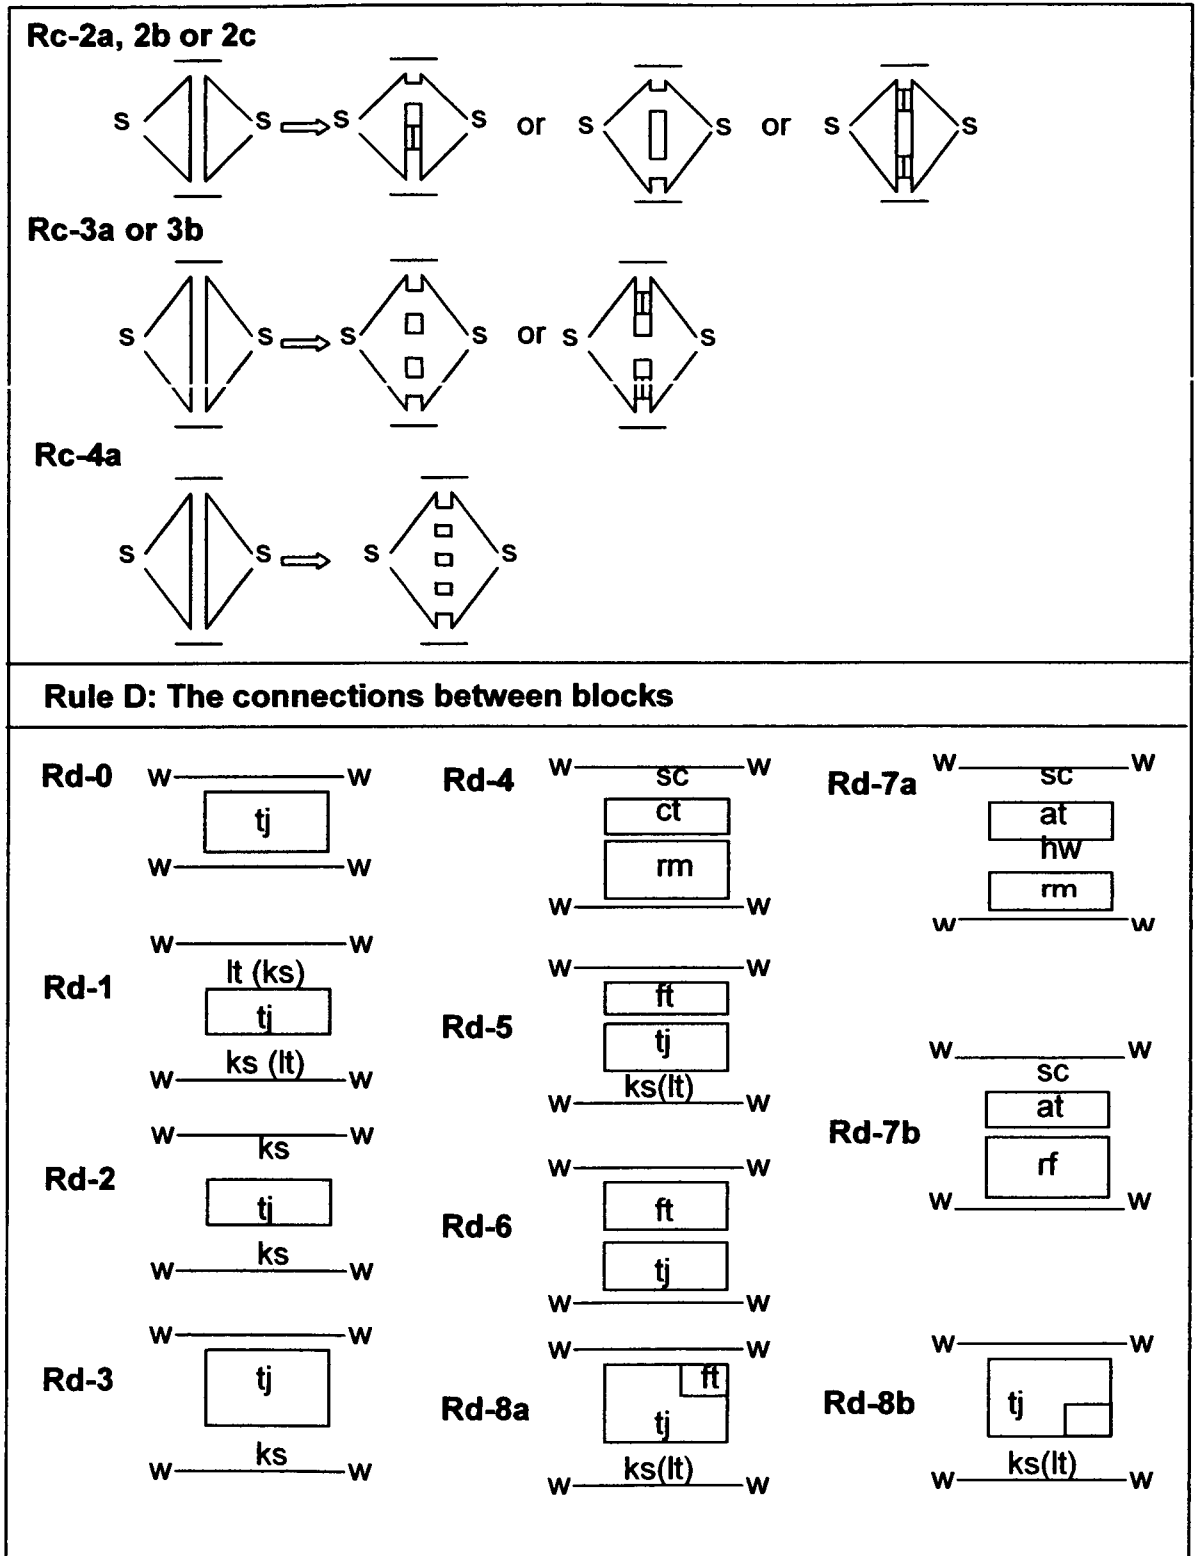 Rc-2a, 2b or 2c
S S S S or S S or S S
Rc-3a or 3b
S S S S or S S
Rc-4a
S S S S
Rule D: The connections between blocks
Rd-0
W W
tj
W W
Rd-1
W W
lt (ks)
tj
ks (lt)
W W
Rd-2
W W
ks
tj
ks
W W
Rd-3
W W
tj
ks
W W
Rd-4
W W
sc
ct
rm
W W
Rd-5
W W
ft
tj
ks(lt)
W W
Rd-6
W W
ft
tj
W W
Rd-8a
W W
ft
tj
ks(lt)
W W
Rd-7a
W W
sc
at
hw
rm
W W
Rd-7b
W W
sc
at
rf
W W
Rd-8b
W W
tj
ks(lt)
W W